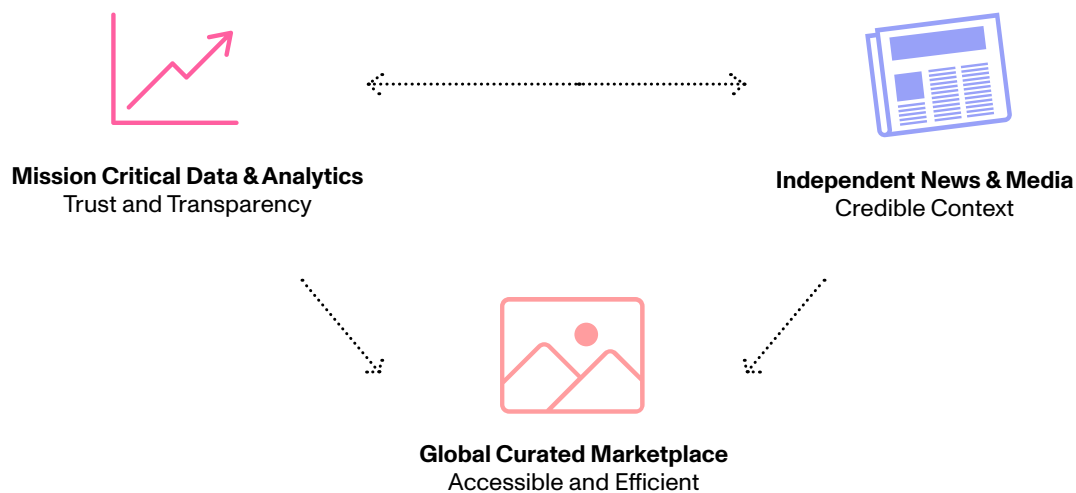 Mission Critical Data & Analytics
Trust and Transparency
Independent News & Media
Credible Context
Global Curated Marketplace
Accessible and Efficient